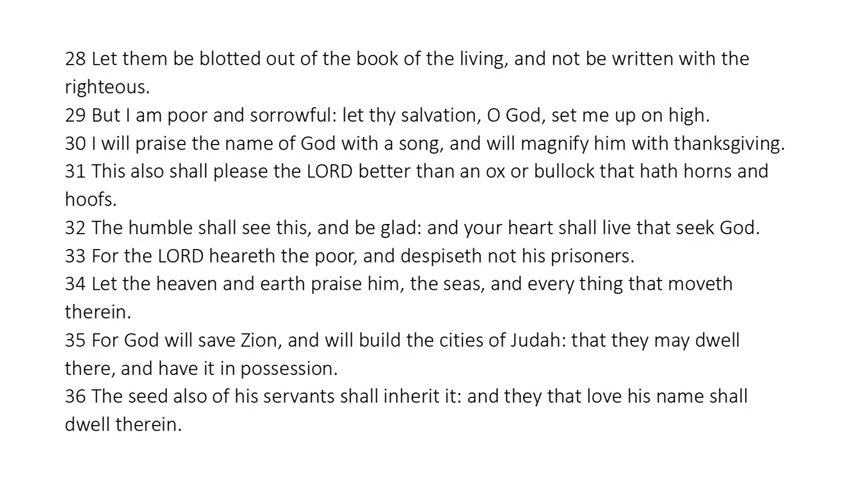 28 Let them be blotted out of the book of the living, and not be written with the
righteous.
29 But I am poor and sorrowful: let thy salvation, O God, set me up on high.
30 I will praise the name of God with a song, and will magnify him with thanksgiving.
31 This also shall please the LORD better than an ox or bullock that hath horns and
hoofs.
32 The humble shall see this, and be glad: and your heart shall live that seek God.
33 For the LORD heareth the poor, and despiseth not his prisoners.
34 Let the heaven and earth praise him, the seas, and every thing that moveth
therein.
35 For God will save Zion, and will build the cities of Judah: that they may dwell
there, and have it in possession.
36 The seed also of his servants shall inherit it: and they that love his name shall
dwell therein.